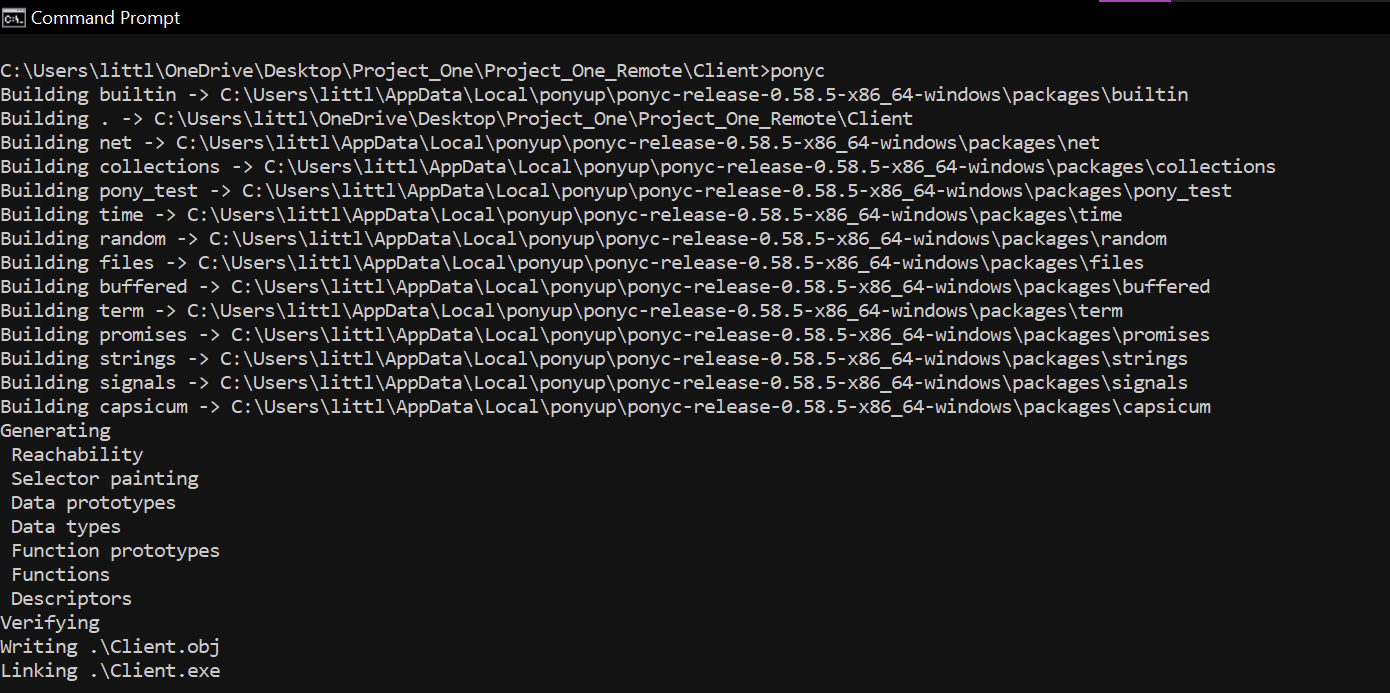 Command Prompt
C:\Users\littl\OneDrive\Desktop\Project_One\Project_One_Remote\Client>ponyc
Building builtin -> C:\Users\littl\AppData\Local\ponyup\ponyc-release-0.58.5-x86_64-windows\packages\builtin
Building . -> C:\Users\littl\OneDrive\Desktop\Project_One\Project_One_Remote\Client
Building net -> C:\Users\littl\AppData\Local\ponyup\ponyc-release-0.58.5-x86_64-windows\packages\net
Building collections -> C:\Users\littl\AppData\Local\ponyup\ponyc-release-0.58.5-x86_64-windows\packages\collections
Building pony_test -> C:\Users\littl\AppData\Local\ponyup\ponyc-release-0.58.5-x86_64-windows\packages\pony_test
Building time -> C:\Users\littl\AppData\Local\ponyup\ponyc-release-0.58.5-x86_64-windows\packages\time
Building random -> C:\Users\littl\AppData\Local\ponyup\ponyc-release-0.58.5-x86_64-windows\packages\random
Building files -> C:\Users\littl\AppData\Local\ponyup\ponyc-release-0.58.5-x86_64-windows\packages\files
Building buffered -> C:\Users\littl\AppData\Local\ponyup\ponyc-release-0.58.5-x86_64-windows\packages\buffered
Building term -> C:\Users\littl\AppData\Local\ponyup\ponyc-release-0.58.5-x86_64-windows\packages\term
Building promises -> C:\Users\littl\AppData\Local\ponyup\ponyc-release-0.58.5-x86_64-windows\packages\promises
Building strings -> C:\Users\littl\AppData\Local\ponyup\ponyc-release-0.58.5-x86_64-windows\packages\strings
Building signals -> C:\Users\littl\AppData\Local\ponyup\ponyc-release-0.58.5-x86_64-windows\packages\signals
Building capsicum -> C:\Users\littl\AppData\Local\ponyup\ponyc-release-0.58.5-x86_64-windows\packages\capsicum
Generating
 Reachability
 Selector painting
 Data prototypes
 Data types
 Function prototypes
 Functions
 Descriptors
Verifying
Writing .\Client.obj
Linking .\Client.exe